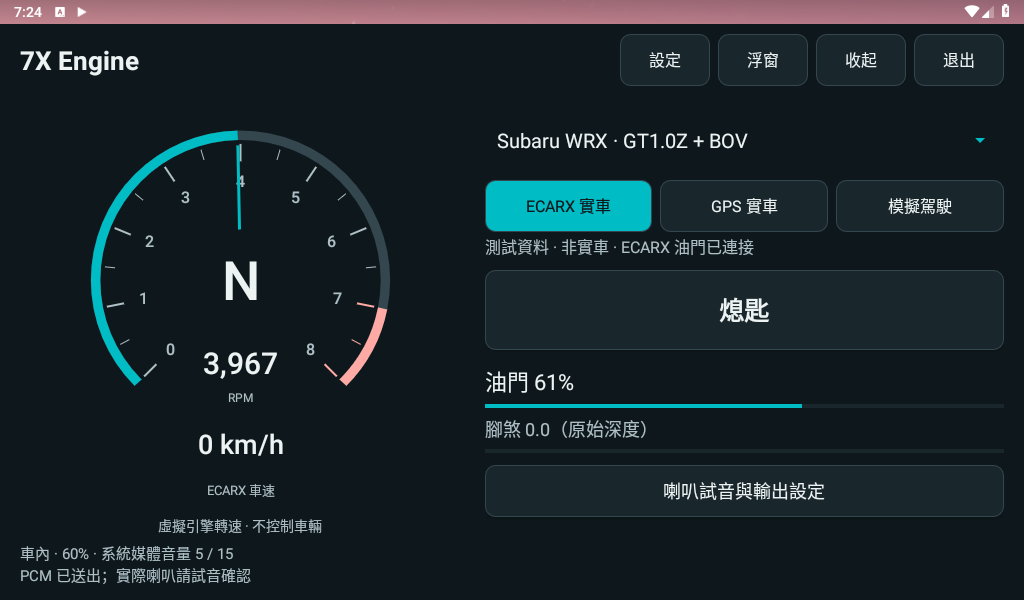 7:24
7X Engine
設定
浮窗
收起
退出
Subaru WRX · GT1.0Z + BOV
ECARX 實車
GPS 實車
模擬駕駛
測試資料 · 非實車 · ECARX 油門已連接
熄匙
油門 61%
腳煞 0.0（原始深度）
喇叭試音與輸出設定
0
1
2
3
4
5
6
7
8
N
3,967
RPM
0 km/h
ECARX 車速
虛擬引擎轉速 · 不控制車輛
車內 · 60% · 系統媒體音量 5 / 15
PCM 已送出；實際喇叭請試音確認